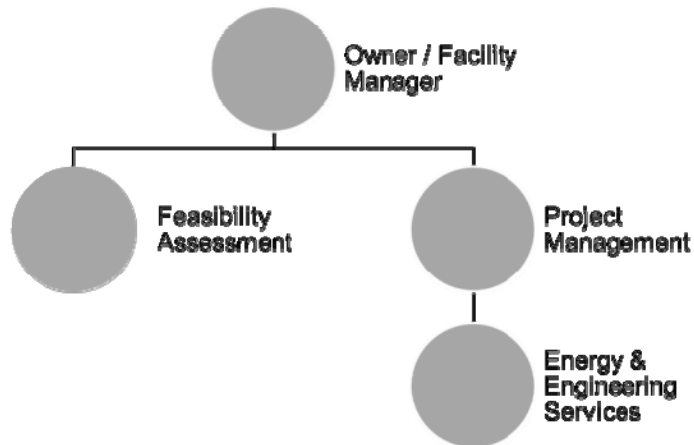 Owner / Facility
Manager
Feasibility
Assessment
Project
Management
Energy &
Engineering
Services